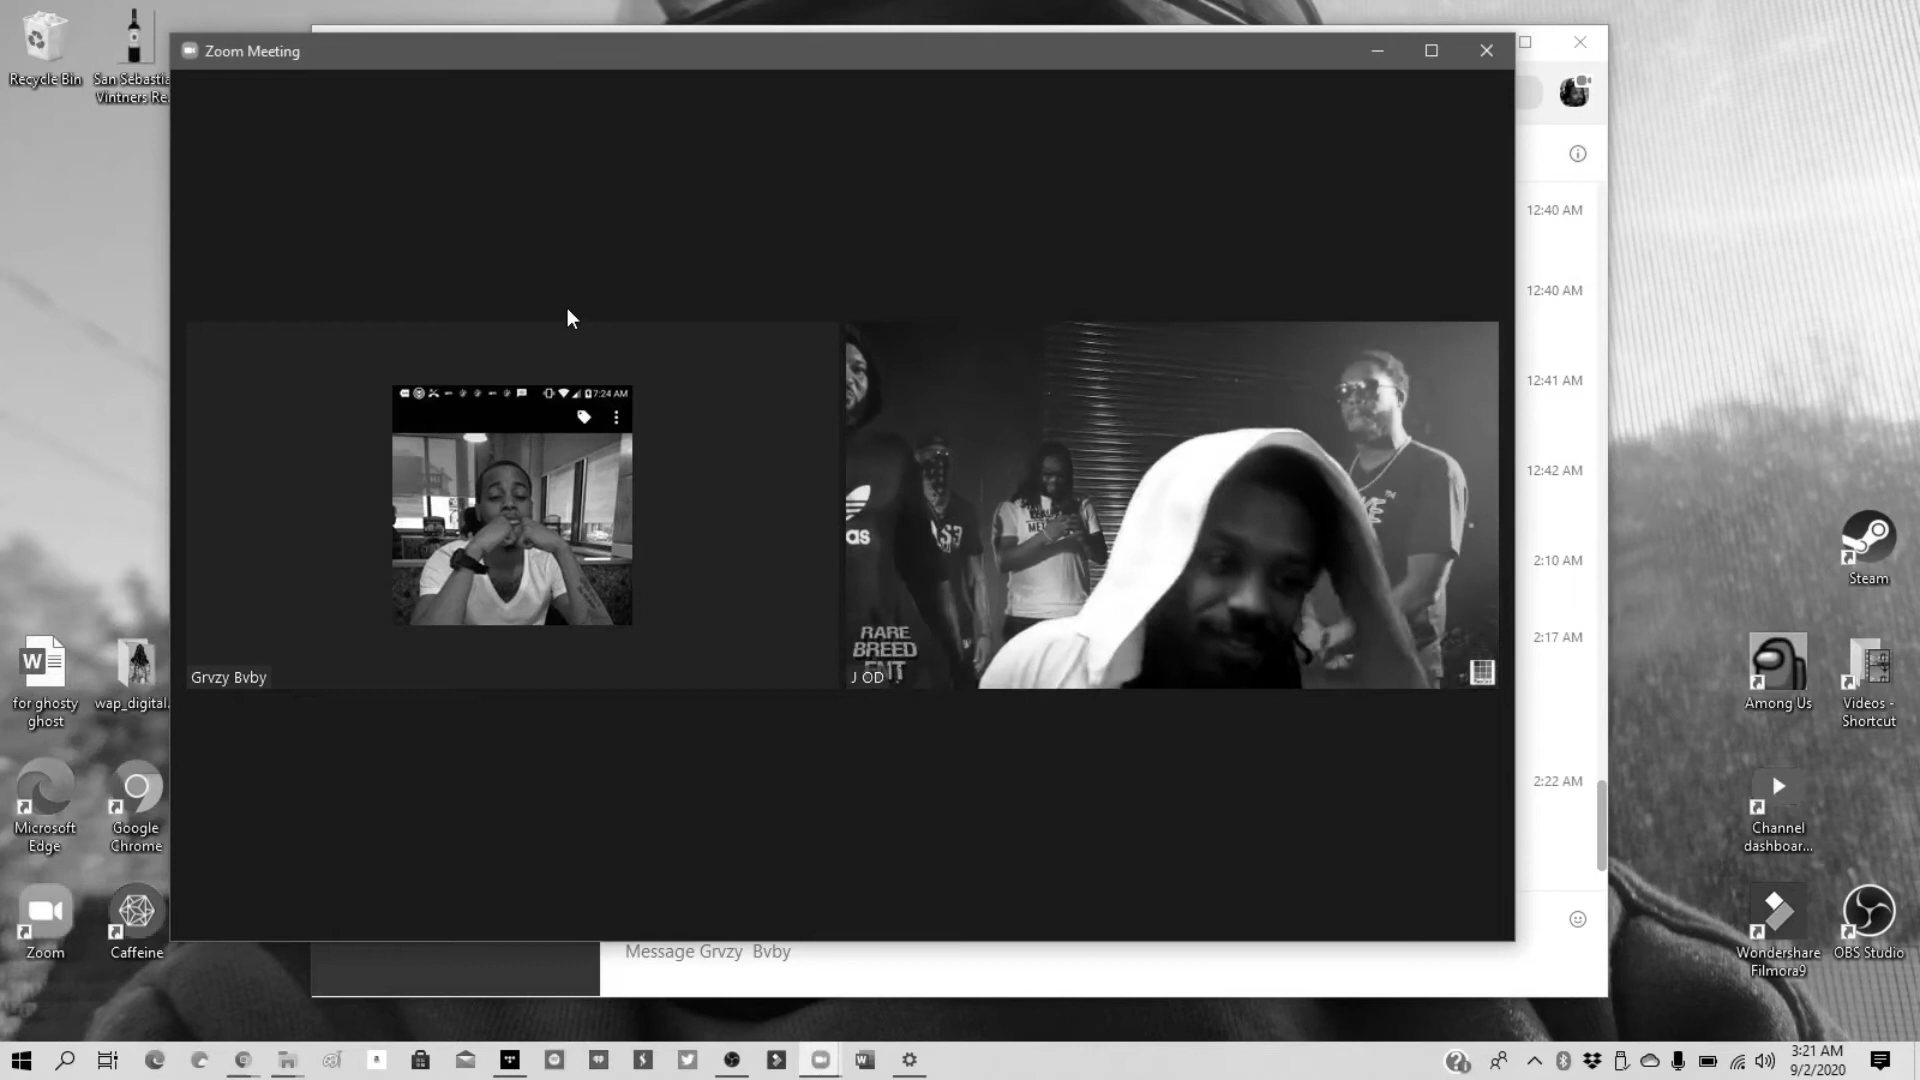 Recycle Bin
San Sebastia
Vintners Re.
Zoom Meeting
12:40 AM
12:40 AM
12:41 AM
12:42 AM
2:10 AM
2:17 AM
2:22 AM
7:24 AM
Grvzy Bvby
as
RARE
BREED
ENT
J OD
Steam
for ghosty
ghost
wap_digital.
Among Us
Videos -
Shortcut
Microsoft
Edge
Google
Chrome
Channel
dashboar...
Zoom
Caffeine
Message Grvzy Bvby
Wondershare
Filmora9
OBS Studio
3:21 AM
9/2/2020